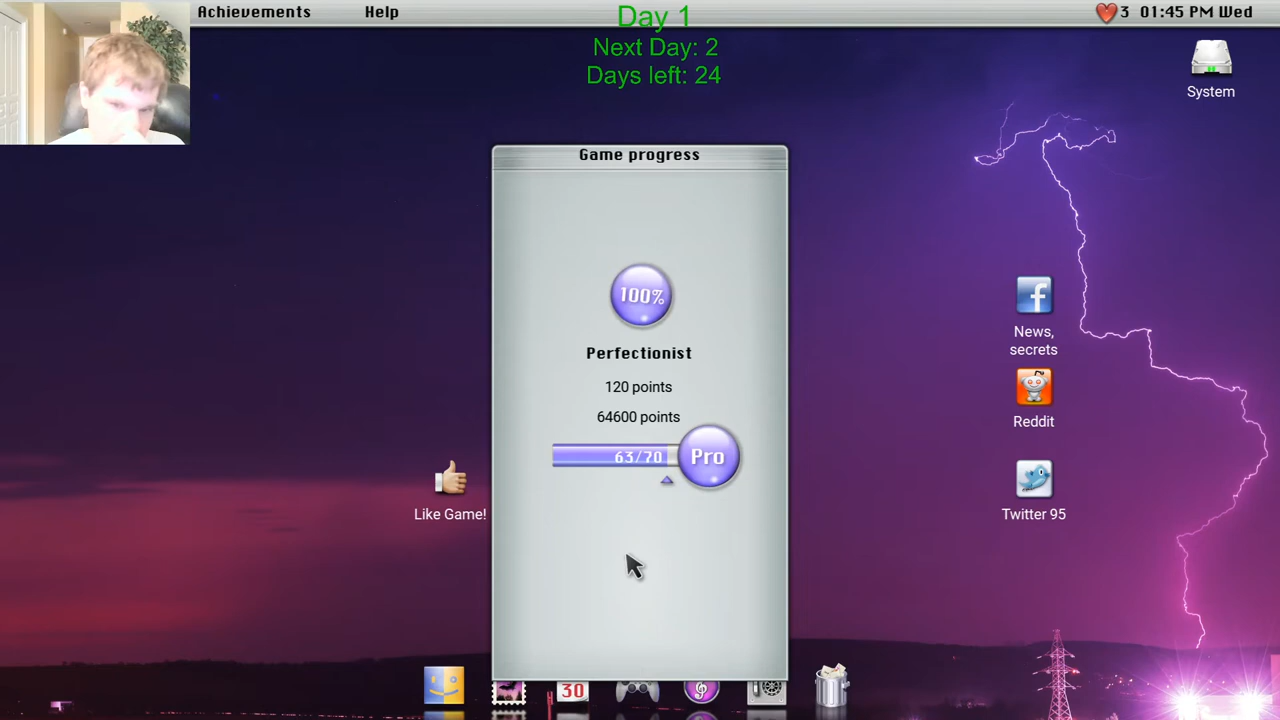 Achievements Help
Day 1
3 01:45 PM Wed
Next Day: 2
Days left: 24
System
Game progress
100%
Perfectionist
120 points
64600 points
63/70 Pro
News,
secrets
Reddit
Like Game!
Twitter 95
30